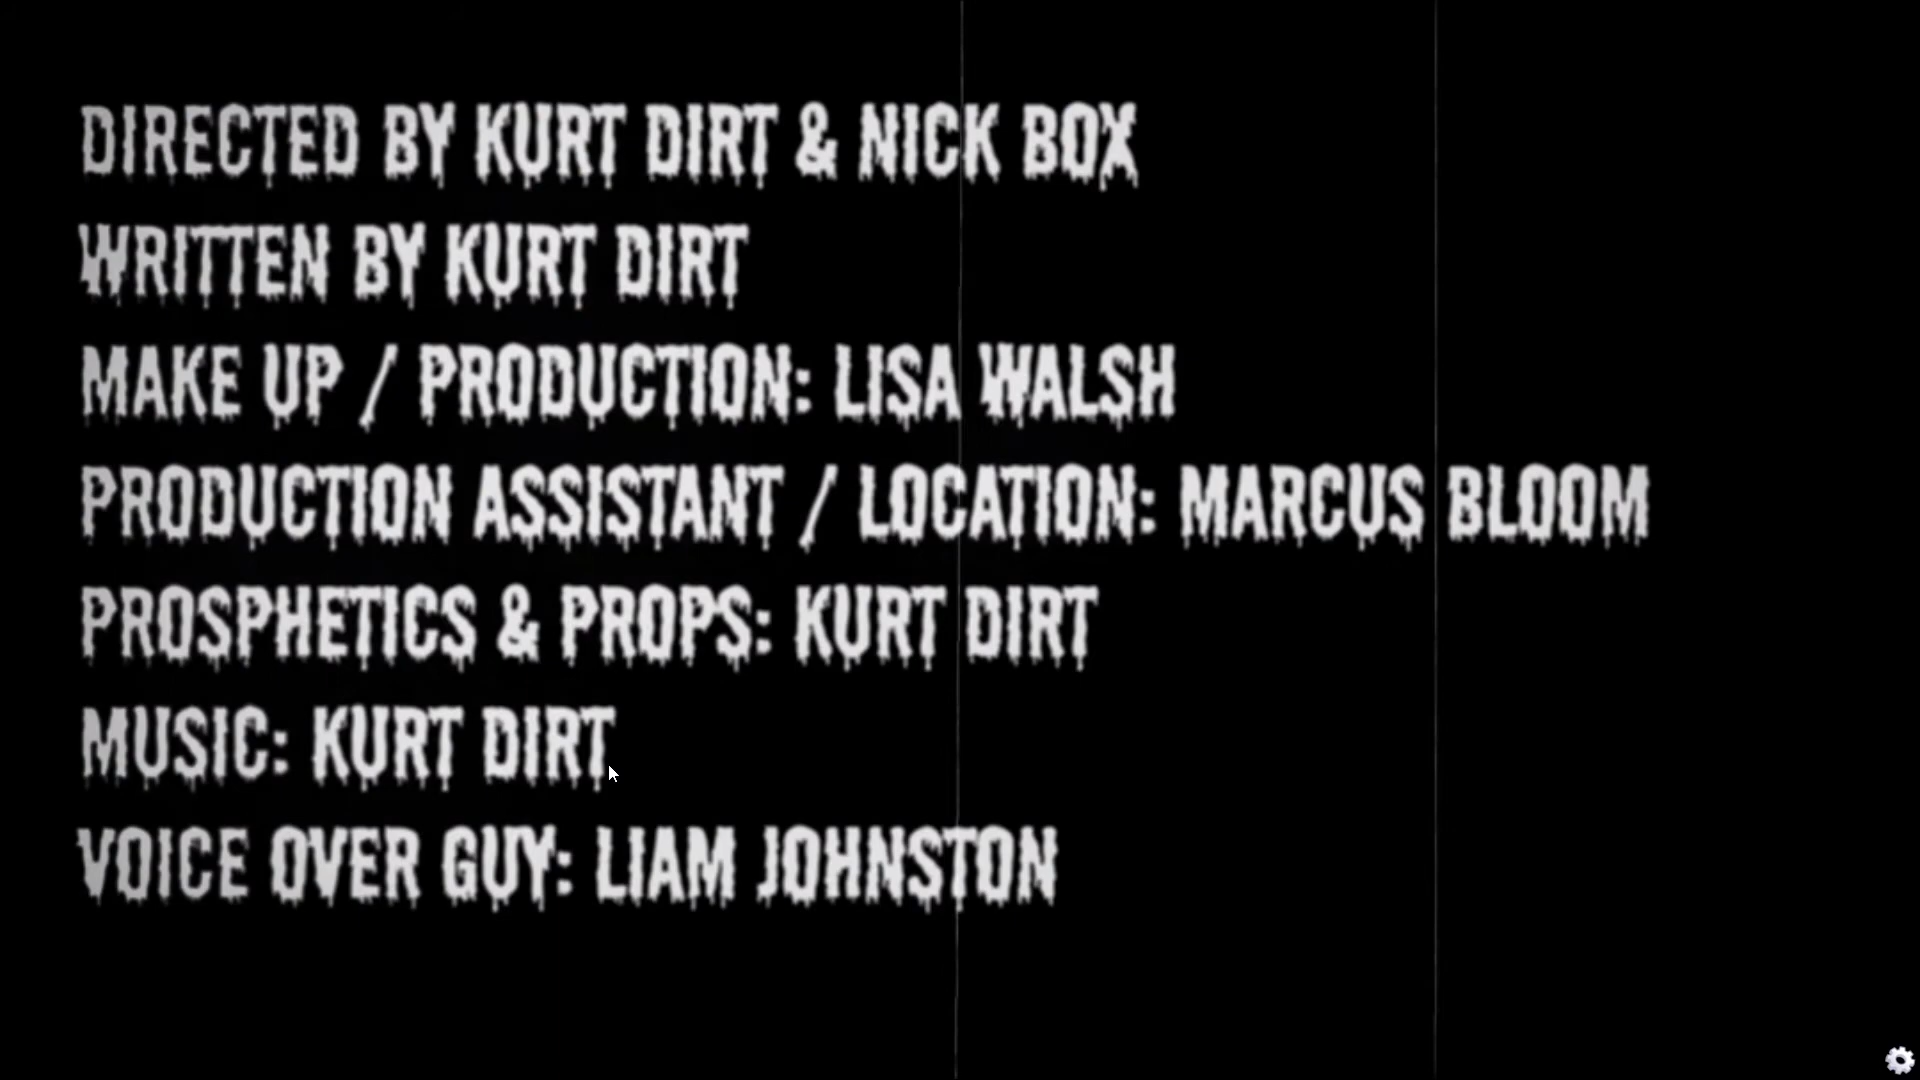 DIRECTED BY KURT DIRT & NICK BOX
WRITTEN BY KURT DIRT
MAKE UP / PRODUCTION: LISA WALSH
PRODUCTION ASSISTANT / LOCATION: MARCUS BLOOM
PROSPHETICS & PROPS: KURT DIRT
MUSIC: KURT DIRT
VOICE OVER GUY: LIAM JOHNSTON